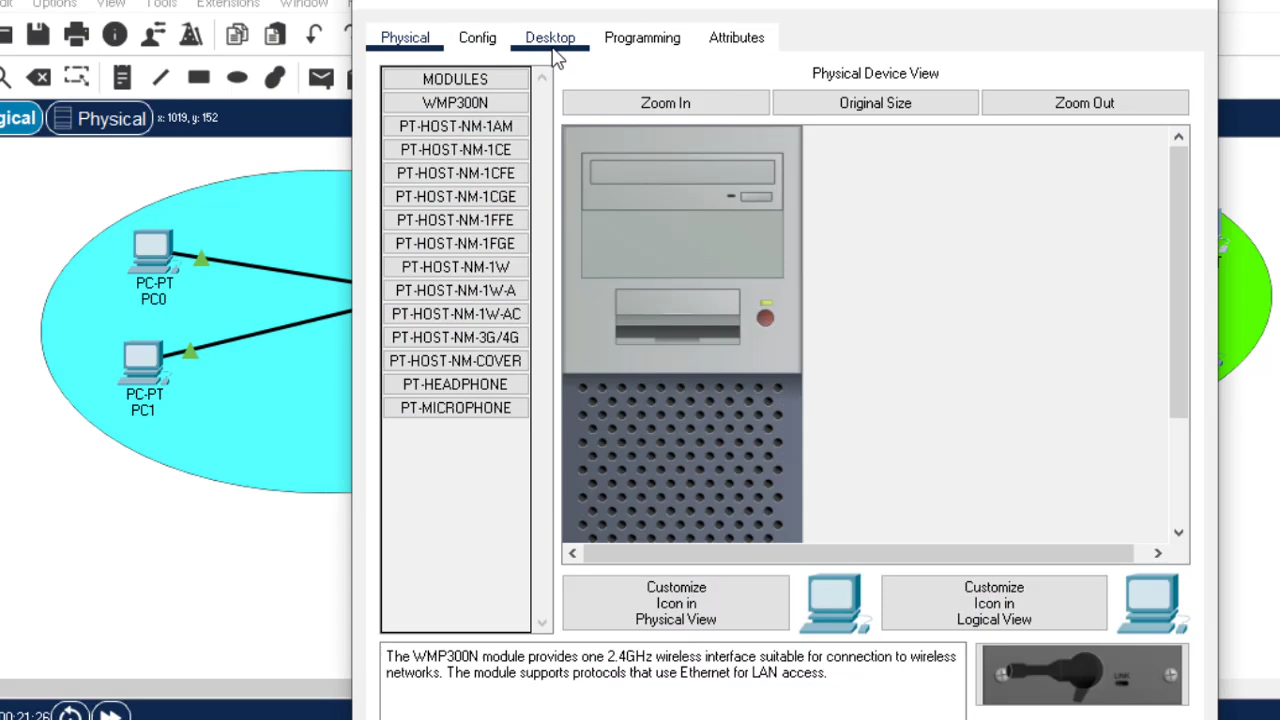 Options View Tools Extensions Window
Physical Config Desktop Programming Attributes
gical Physical x: 1019, y: 152
MODULES
WMP300N
PT-HOST-NM-1AM
PT-HOST-NM-1CE
PT-HOST-NM-1CFE
PT-HOST-NM-1CGE
PT-HOST-NM-1FFE
PT-HOST-NM-1FGE
PT-HOST-NM-1W
PT-HOST-NM-1W-A
PT-HOST-NM-1W-AC
PT-HOST-NM-3G/4G
PT-HOST-NM-COVER
PT-HEADPHONE
PT-MICROPHONE
Physical Device View
Zoom In Original Size Zoom Out
PC-PT
PC0
PC-PT
PC1
Customize
Icon in
Physical View
Customize
Icon in
Logical View
The WMP300N module provides one 2.4GHz wireless interface suitable for connection to wireless
networks. The module supports protocols that use Ethernet for LAN access.
LINK
00:21:26